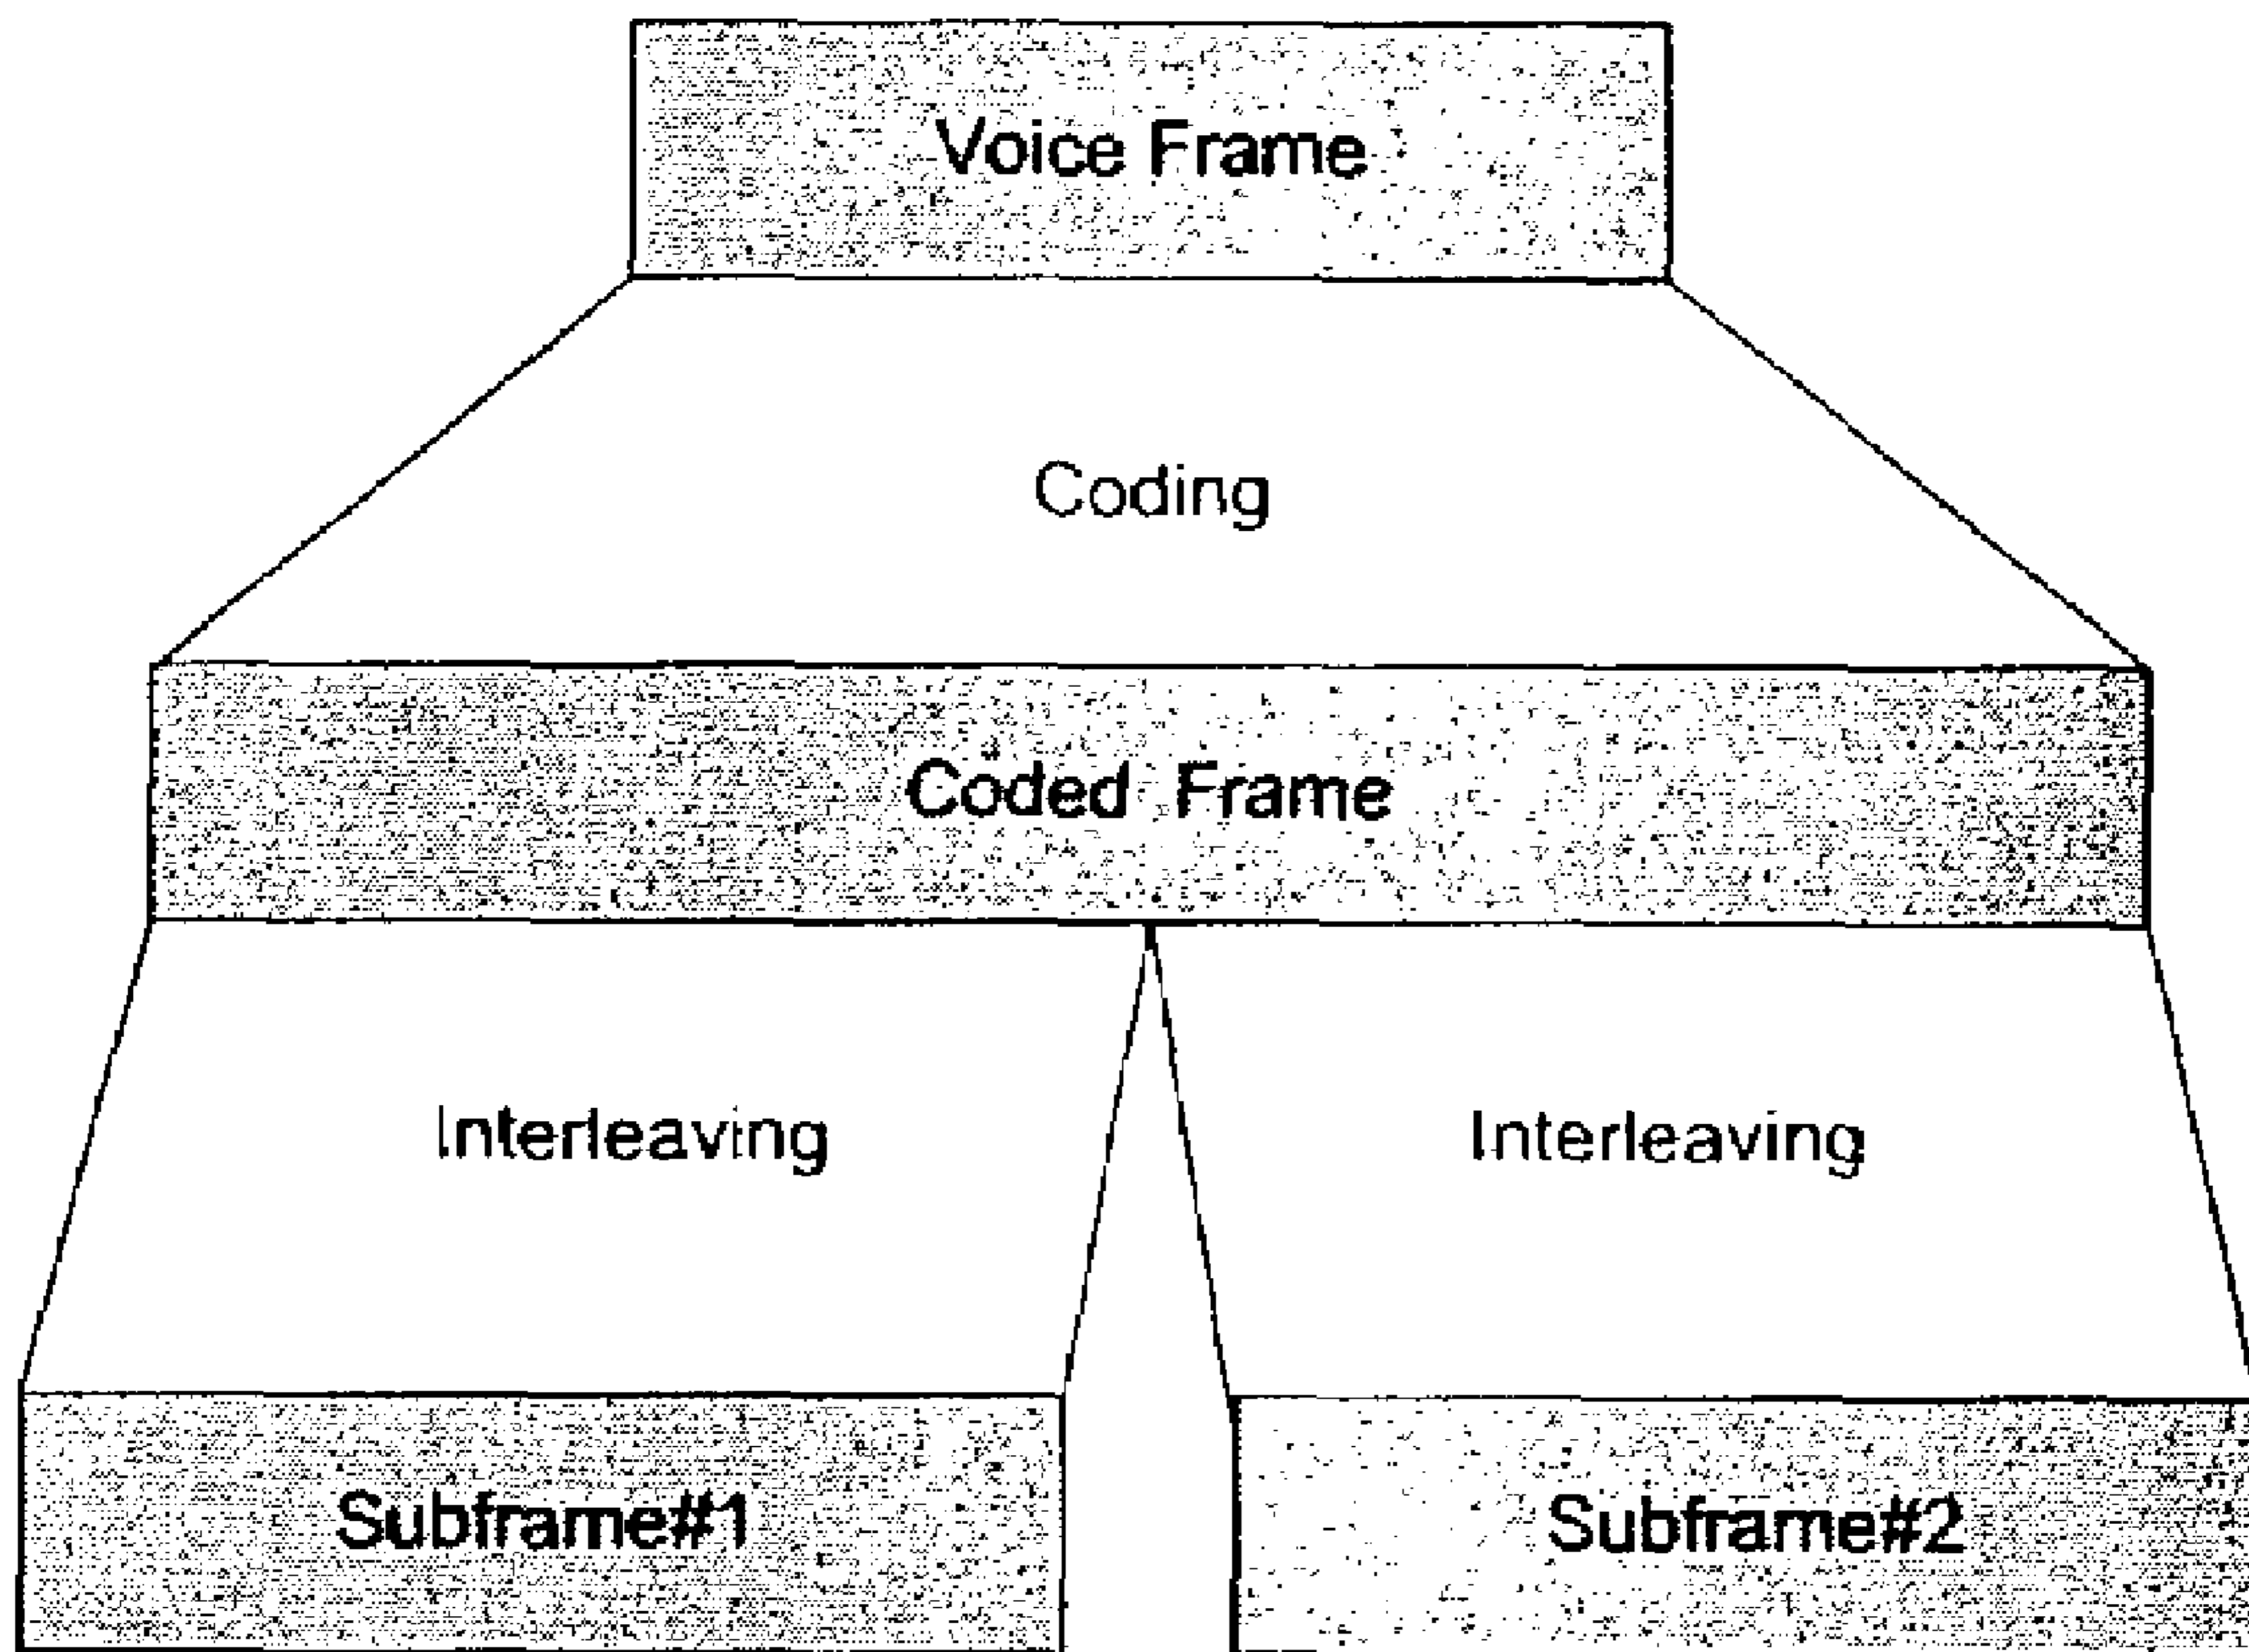 Voice Frame
Coding
Coded Frame
Interleaving
Interleaving
Subframe#1
Subframe#2